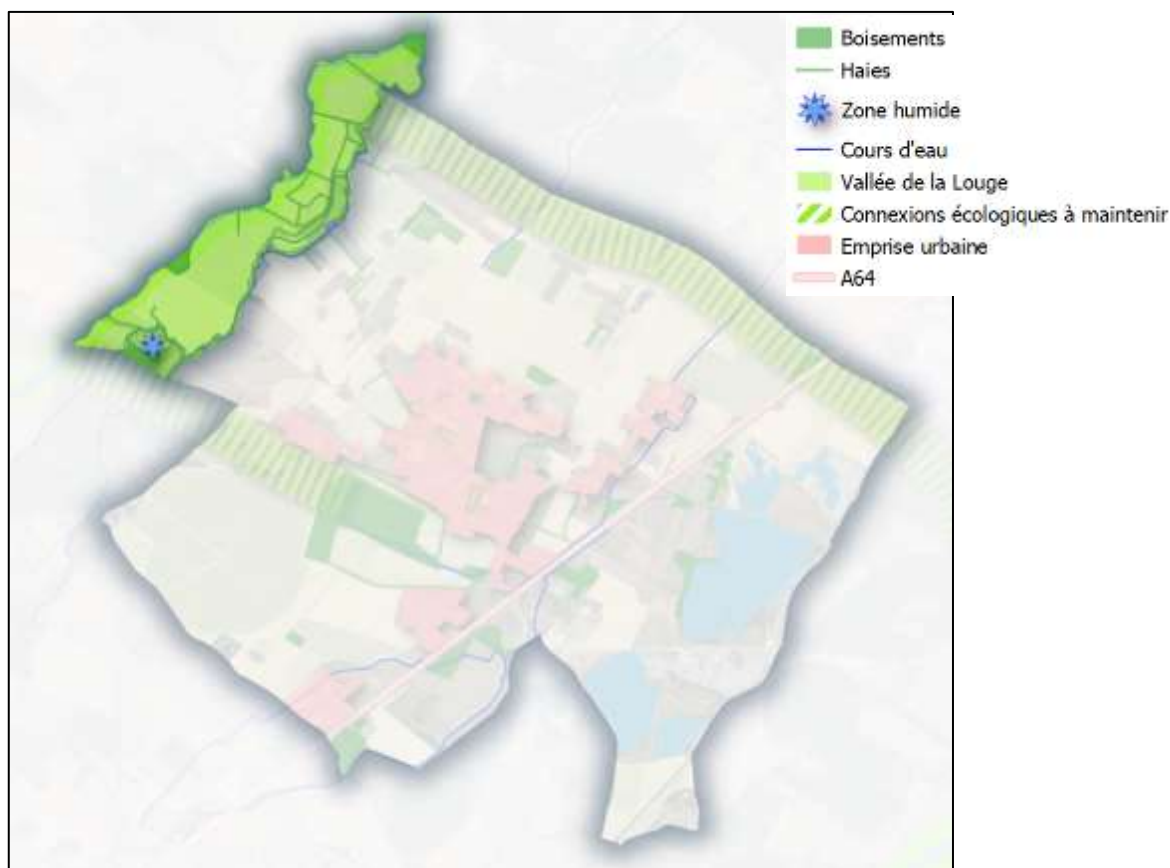 Boisements
Haies
Zone humide
Cours d'eau
Vallée de la Louge
Connexions écologiques à maintenir
Emprise urbaine
A64